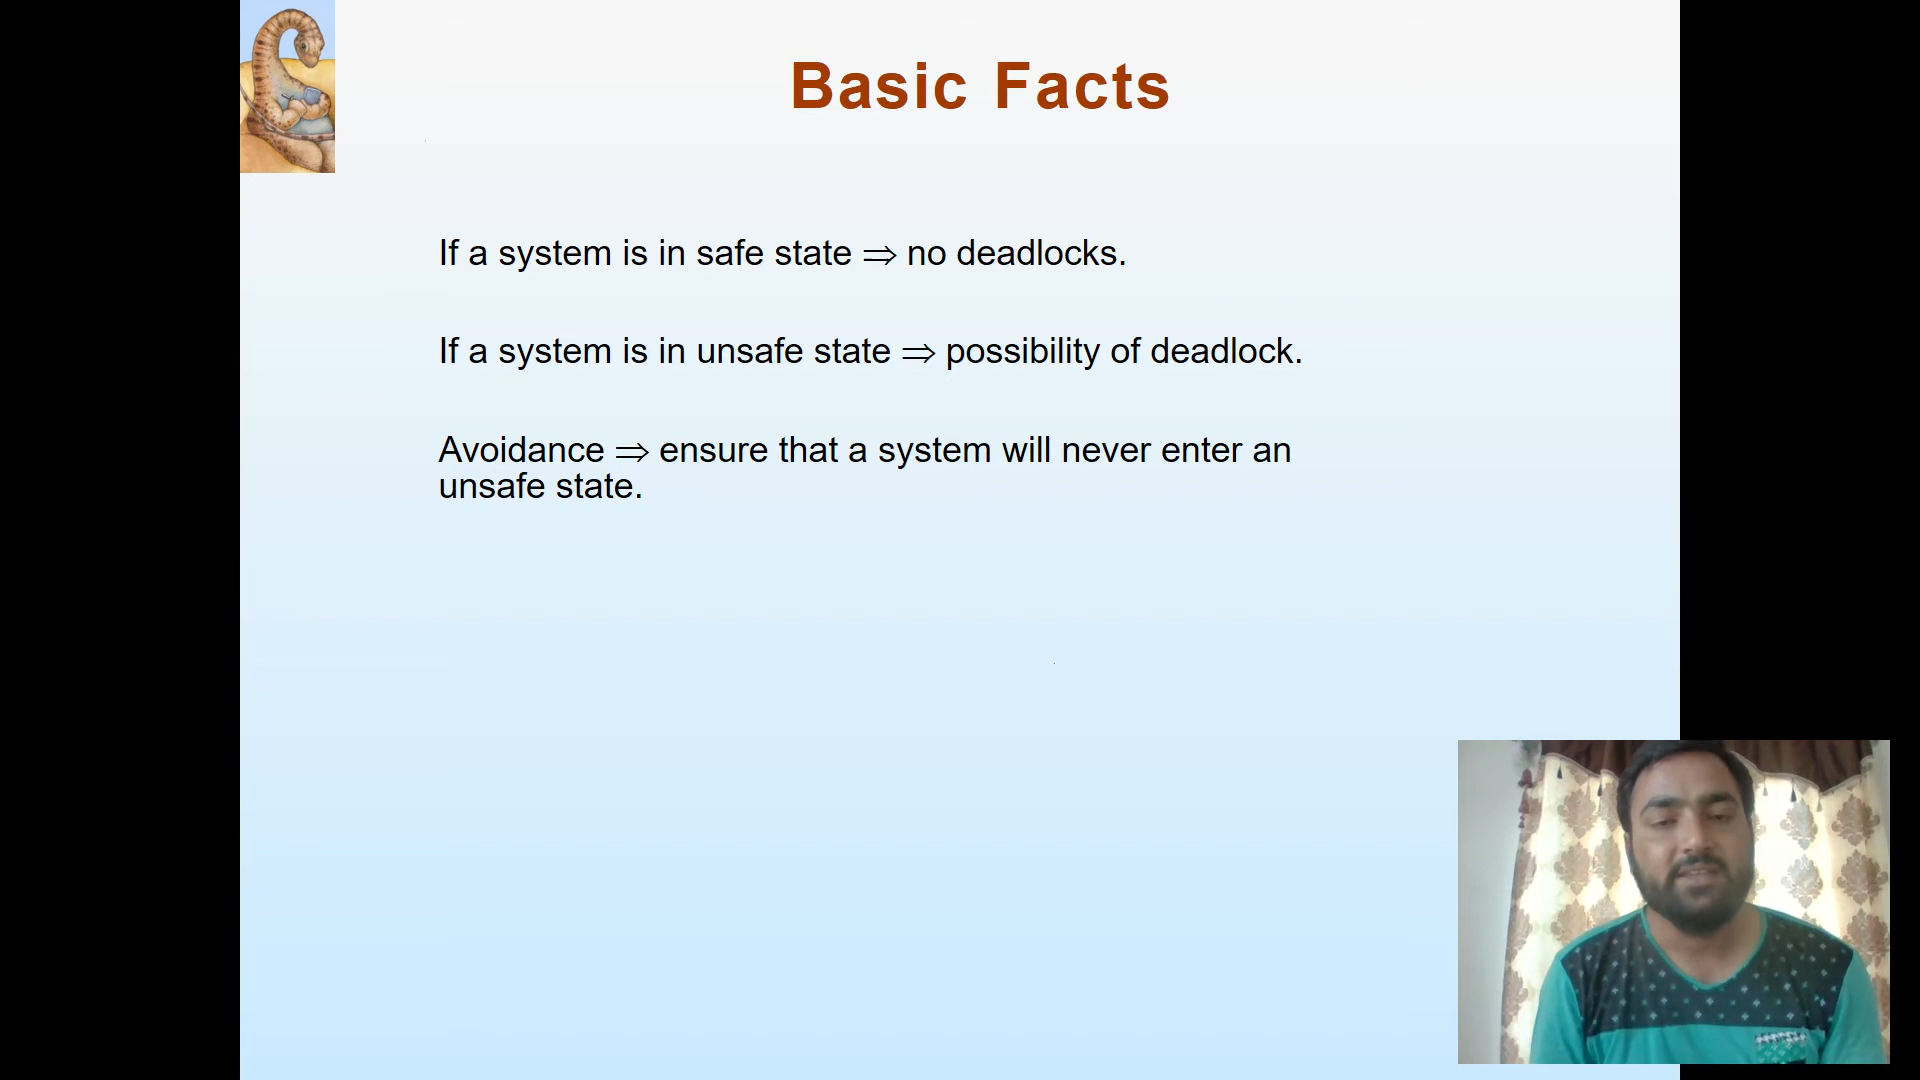 Basic Facts
If a system is in safe state ⇒ no deadlocks.
If a system is in unsafe state ⇒ possibility of deadlock.
Avoidance ⇒ ensure that a system will never enter an
unsafe state.